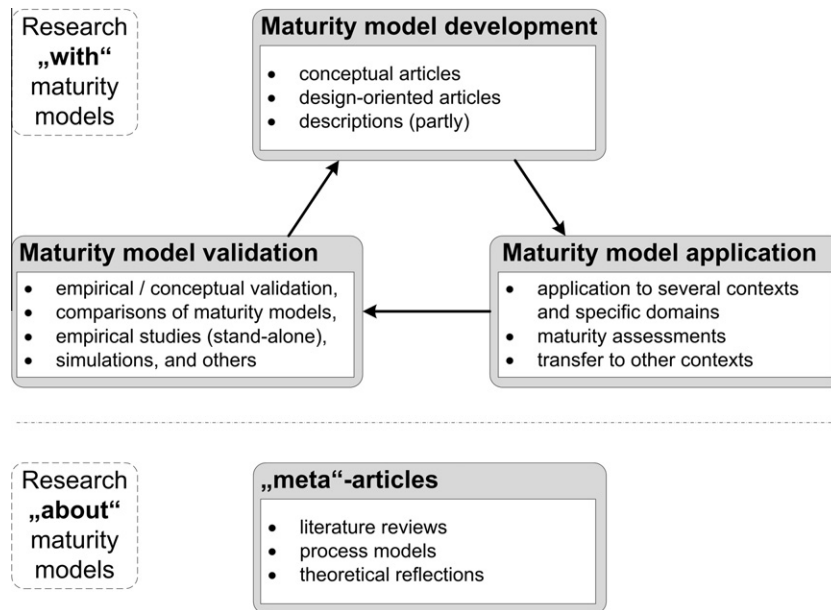 Research
„with“
maturity
models
Maturity model development
• conceptual articles
• design-oriented articles
• descriptions (partly)
Maturity model validation
• empirical / conceptual validation,
• comparisons of maturity models,
• empirical studies (stand-alone),
• simulations, and others
Maturity model application
• application to several contexts
and specific domains
• maturity assessments
• transfer to other contexts
Research
„about“
maturity
models
„meta“-articles
• literature reviews
• process models
• theoretical reflections